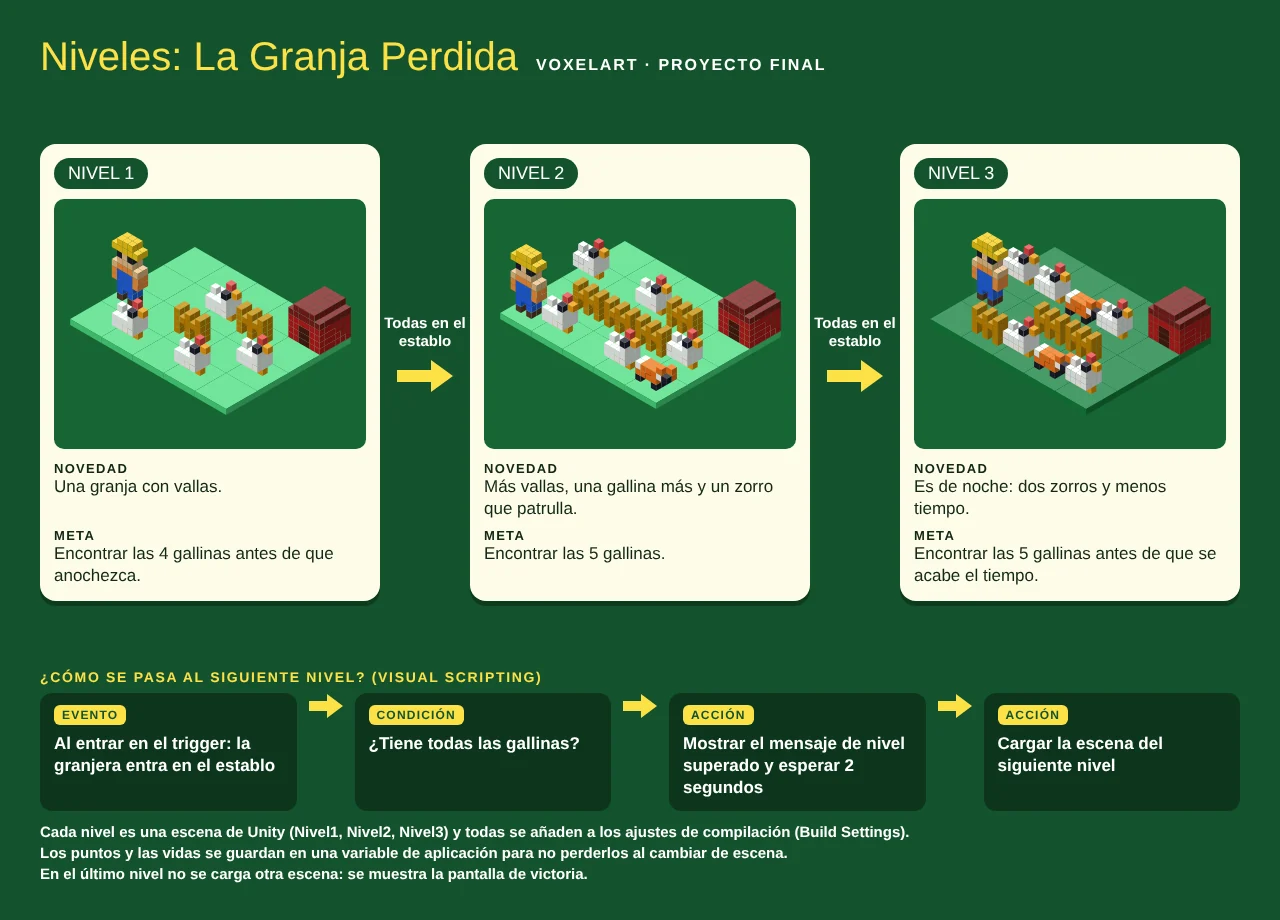 Niveles: La Granja Perdida VOXELART · PROYECTO FINAL
NIVEL 1
NOVEDAD
Una granja con vallas.
META
Encontrar las 4 gallinas antes de que
anochezca.
Todas en el
establo
NIVEL 2
NOVEDAD
Más vallas, una gallina más y un zorro
que patrulla.
META
Encontrar las 5 gallinas.
Todas en el
establo
NIVEL 3
NOVEDAD
Es de noche: dos zorros y menos
tiempo.
META
Encontrar las 5 gallinas antes de que se
acabe el tiempo.
¿CÓMO SE PASA AL SIGUIENTE NIVEL? (VISUAL SCRIPTING)
EVENTO
Al entrar en el trigger: la
granjera entra en el establo
CONDICIÓN
¿Tiene todas las gallinas?
ACCIÓN
Mostrar el mensaje de nivel
superado y esperar 2
segundos
ACCIÓN
Cargar la escena del
siguiente nivel
Cada nivel es una escena de Unity (Nivel1, Nivel2, Nivel3) y todas se añaden a los ajustes de compilación (Build Settings).
Los puntos y las vidas se guardan en una variable de aplicación para no perderlos al cambiar de escena.
En el último nivel no se carga otra escena: se muestra la pantalla de victoria.